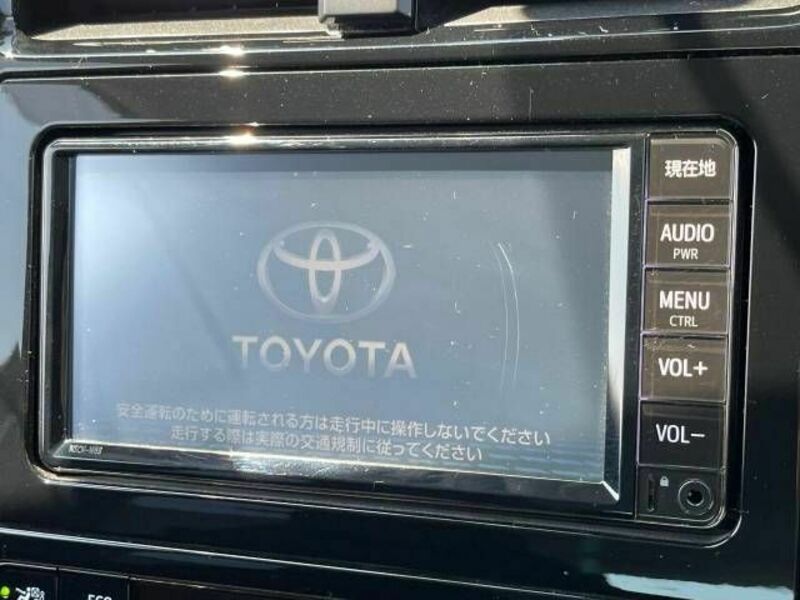 現在地
AUDIO
PWR
MENU
CTRL
VOL+
VOL−
TOYOTA
安全運転のために運転される方は走行中に操作しないでください
走行する際は実際の交通規制に従ってください